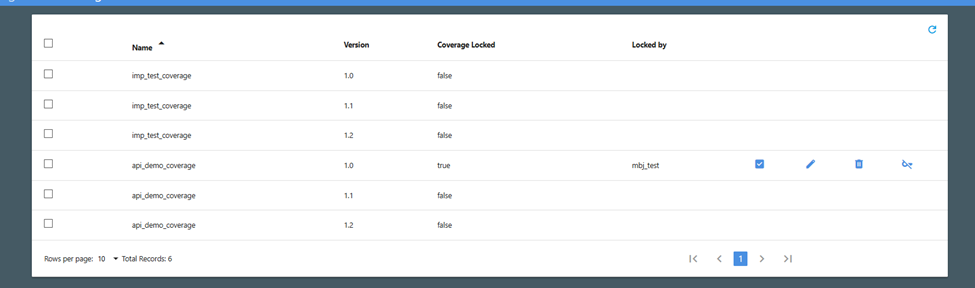 Name Version Coverage Locked Locked by
imp_test_coverage 1.0 false
imp_test_coverage 1.1 false
imp_test_coverage 1.2 false
api_demo_coverage 1.0 true mbj_test
api_demo_coverage 1.1 false
api_demo_coverage 1.2 false
Rows per page: 10 Total Records: 6 1